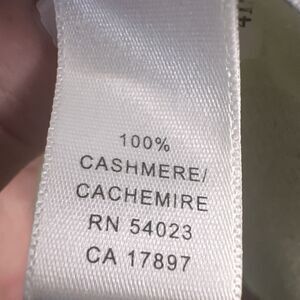 100%
CASHMERE/
CACHEMIRE
RN 54023
CA 17897